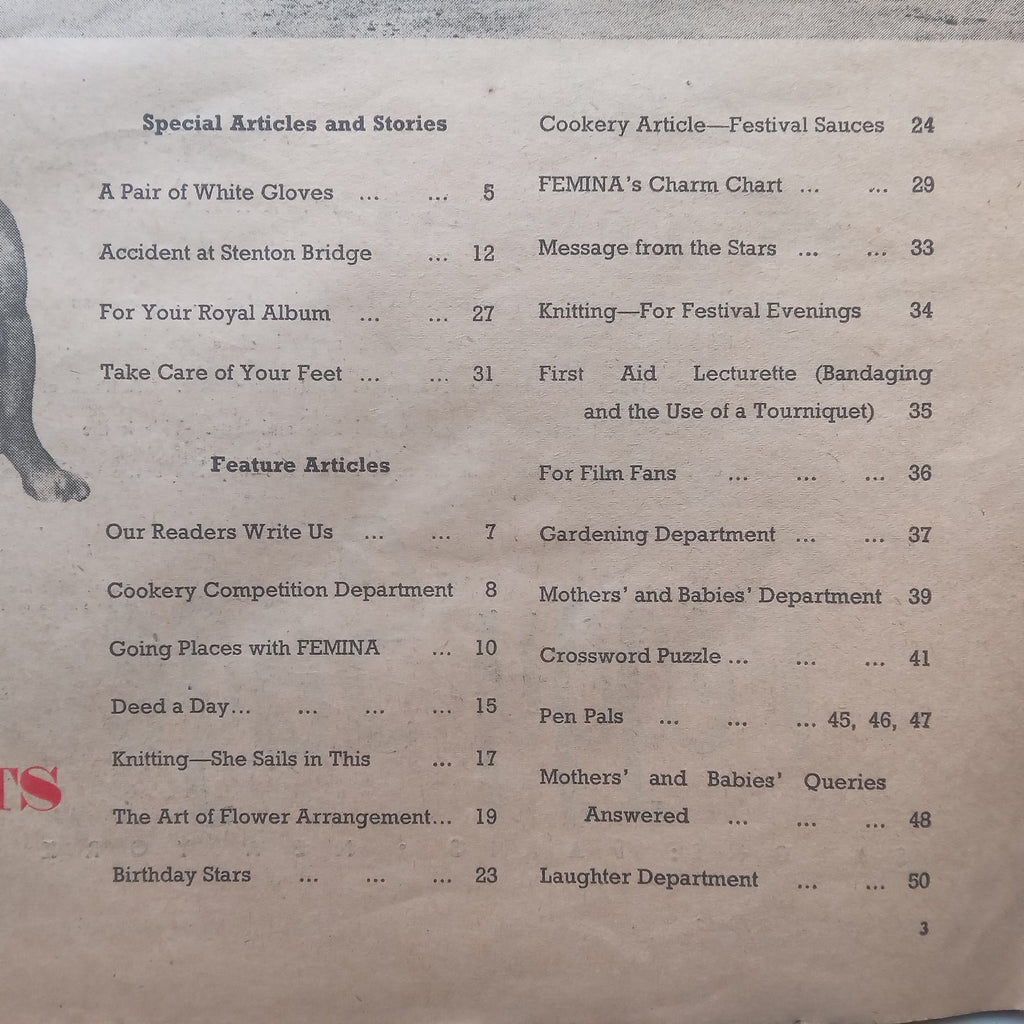 Special Articles and Stories
A Pair of White Gloves ... ... 5
Accident at Stenton Bridge ... 12
For Your Royal Album ... ... 27
Take Care of Your Feet ... ... 31
Feature Articles
Our Readers Write Us ... ... 7
Cookery Competition Department 8
Going Places with FEMINA ... 10
Deed a Day... ... ... ... 15
Knitting—She Sails in This ... 17
The Art of Flower Arrangement... 19
Birthday Stars ... ... ... 23
Cookery Article—Festival Sauces 24
FEMINA's Charm Chart ... ... 29
Message from the Stars ... ... 33
Knitting—For Festival Evenings 34
First Aid Lecturette (Bandaging
and the Use of a Tourniquet) 35
For Film Fans ... ... ... 36
Gardening Department ... ... 37
Mothers' and Babies' Department 39
Crossword Puzzle ... ... ... 41
Pen Pals ... ... ... 45, 46, 47
Mothers' and Babies' Queries
Answered ... ... ... 48
Laughter Department ... ... 50
3